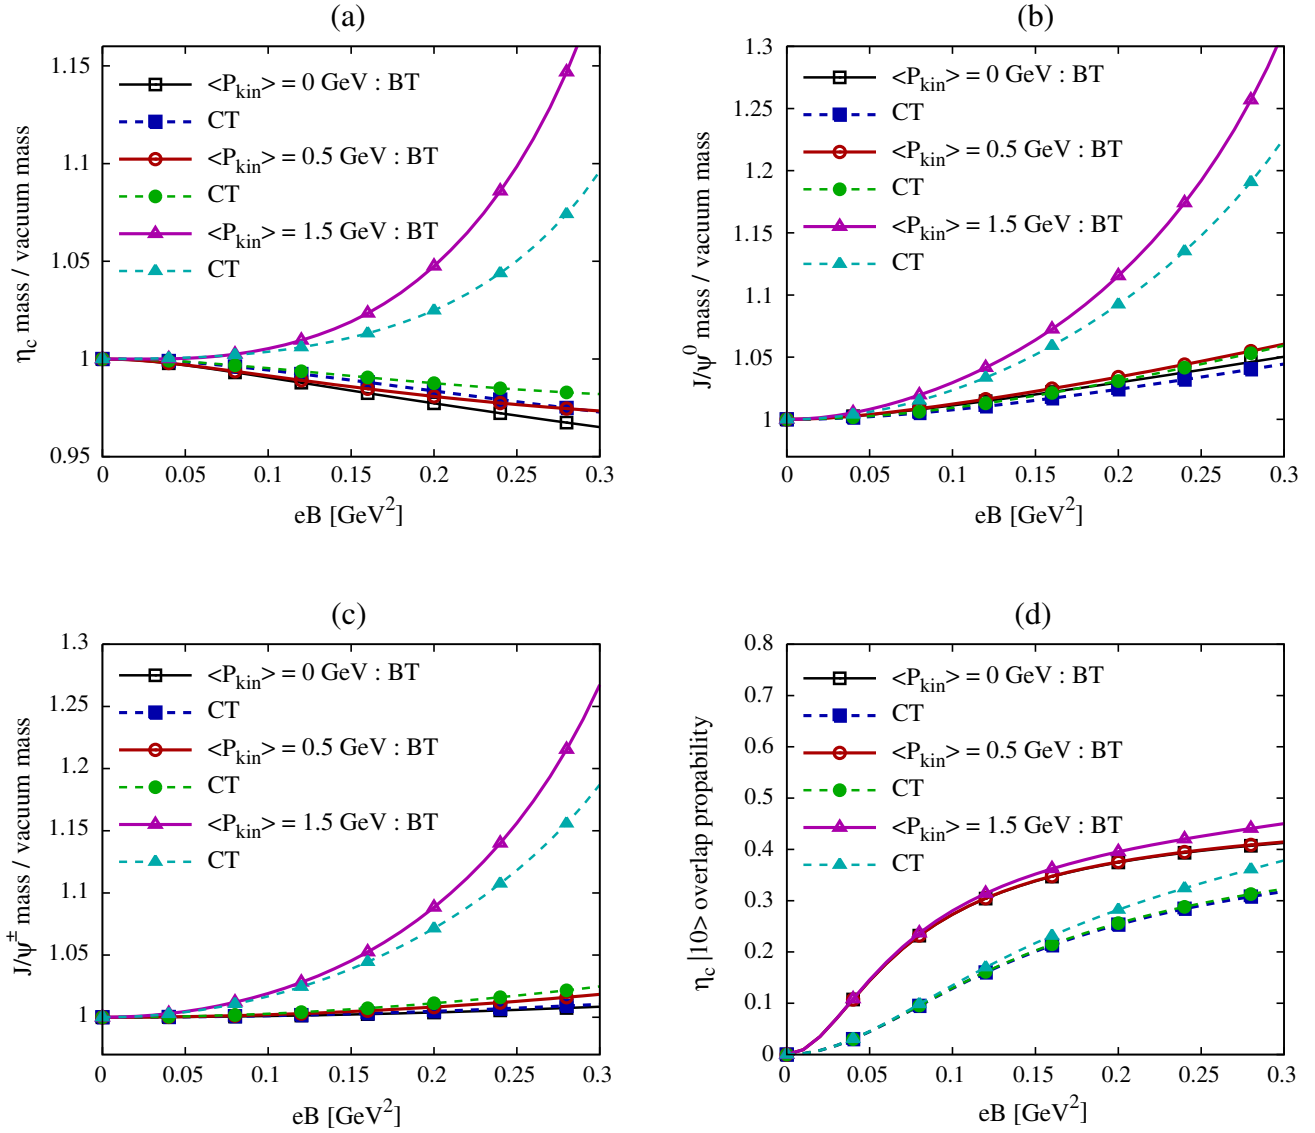 (a)
η_c mass / vacuum mass
1.15
1.1
1.05
1
0.95
<P_kin> = 0 GeV : BT
CT
<P_kin> = 0.5 GeV : BT
CT
<P_kin> = 1.5 GeV : BT
CT
0 0.05 0.1 0.15 0.2 0.25 0.3
eB [GeV²]
(b)
J/ψ⁰ mass / vacuum mass
1.3
1.25
1.2
1.15
1.1
1.05
1
<P_kin> = 0 GeV : BT
CT
<P_kin> = 0.5 GeV : BT
CT
<P_kin> = 1.5 GeV : BT
CT
0 0.05 0.1 0.15 0.2 0.25 0.3
eB [GeV²]
(c)
J/ψ^± mass / vacuum mass
1.3
1.25
1.2
1.15
1.1
1.05
1
<P_kin> = 0 GeV : BT
CT
<P_kin> = 0.5 GeV : BT
CT
<P_kin> = 1.5 GeV : BT
CT
0 0.05 0.1 0.15 0.2 0.25 0.3
eB [GeV²]
(d)
η_c |10> overlap propability
0.8
0.7
0.6
0.5
0.4
0.3
0.2
0.1
0
<P_kin> = 0 GeV : BT
CT
<P_kin> = 0.5 GeV : BT
CT
<P_kin> = 1.5 GeV : BT
CT
0 0.05 0.1 0.15 0.2 0.25 0.3
eB [GeV²]